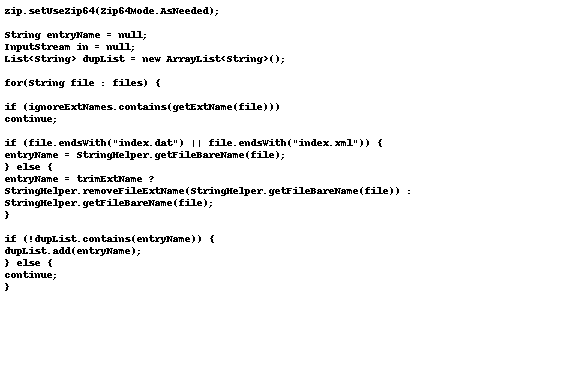 zip.setUseZip64(Zip64Mode.AsNeeded);
String entryName = null;
InputStream in = null;
List<String> dupList = new ArrayList<String>();
for(String file : files) {
if (ignoreExtNames.contains(getExtName(file)))
continue;
if (file.endsWith("index.dat") || file.endsWith("index.xml")) {
entryName = StringHelper.getFileBareName(file);
} else {
entryName = trimExtName ?
StringHelper.removeFileExtName(StringHelper.getFileBareName(file)) :
StringHelper.getFileBareName(file);
}
if (!dupList.contains(entryName)) {
dupList.add(entryName);
} else {
continue;
}